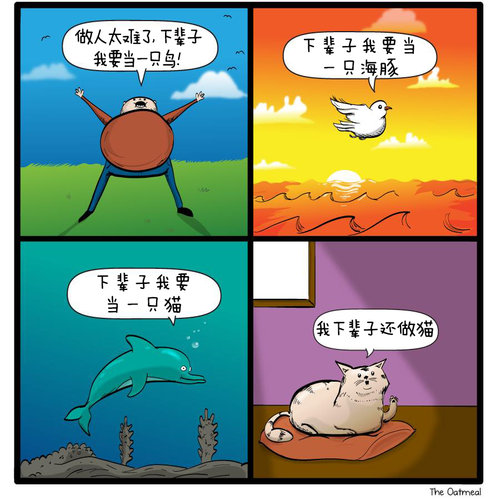 做人太难了,下辈子
我要当一只鸟!
下辈子我要当
一只海豚
下辈子我要
当一只猫
我下辈子还做猫
The Oatmeal